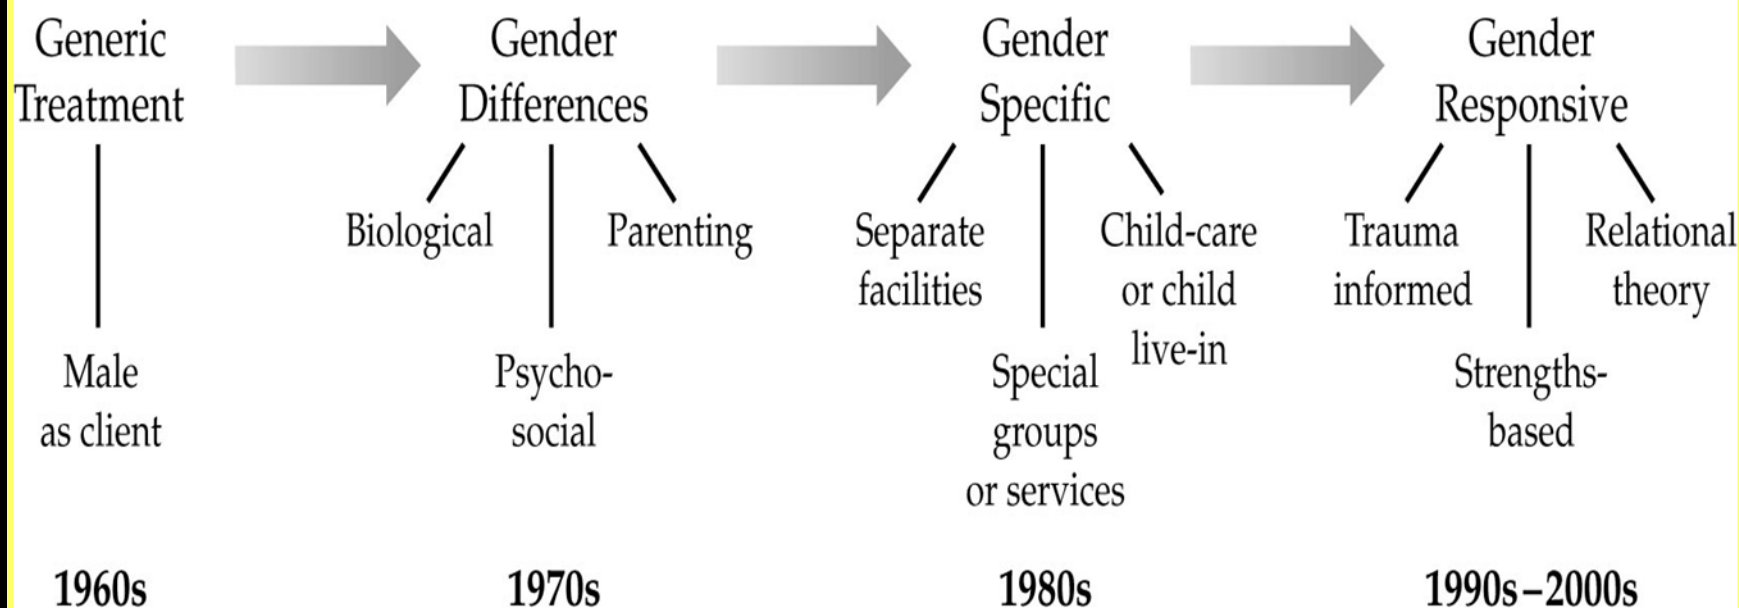 Generic
Treatment
Male
as client
1960s
Gender
Differences
Biological
Psycho-
social
Parenting
1970s
Gender
Specific
Separate
facilities
Special
groups
or services
Child-care
or child
live-in
1980s
Gender
Responsive
Trauma
informed
Strengths-
based
Relational
theory
1990s–2000s